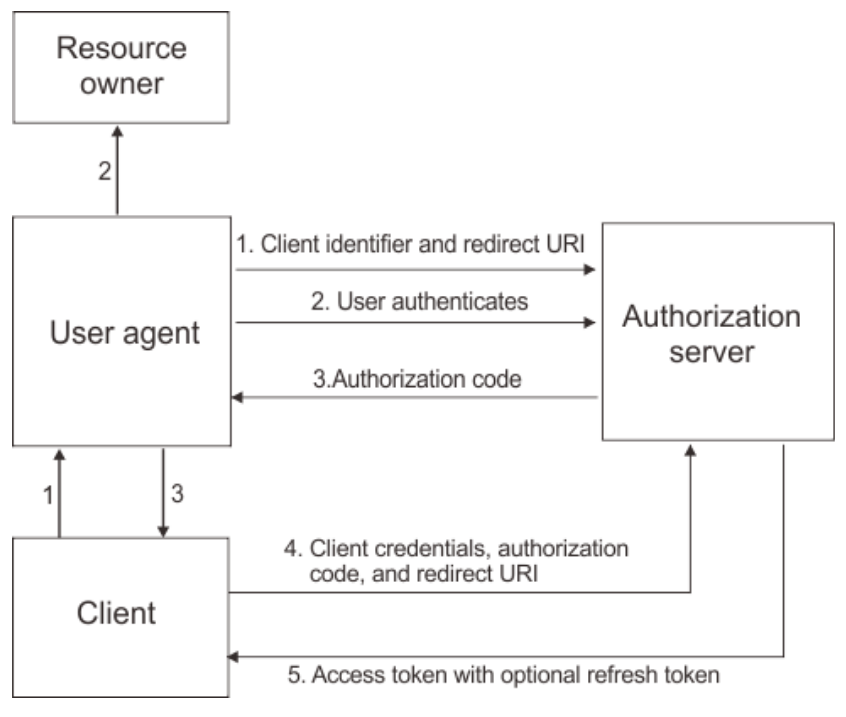 Resource
owner
2
1. Client identifier and redirect URI
2. User authenticates
User agent
Authorization
server
3.Authorization code
1
3
4. Client credentials, authorization
code, and redirect URI
Client
5. Access token with optional refresh token